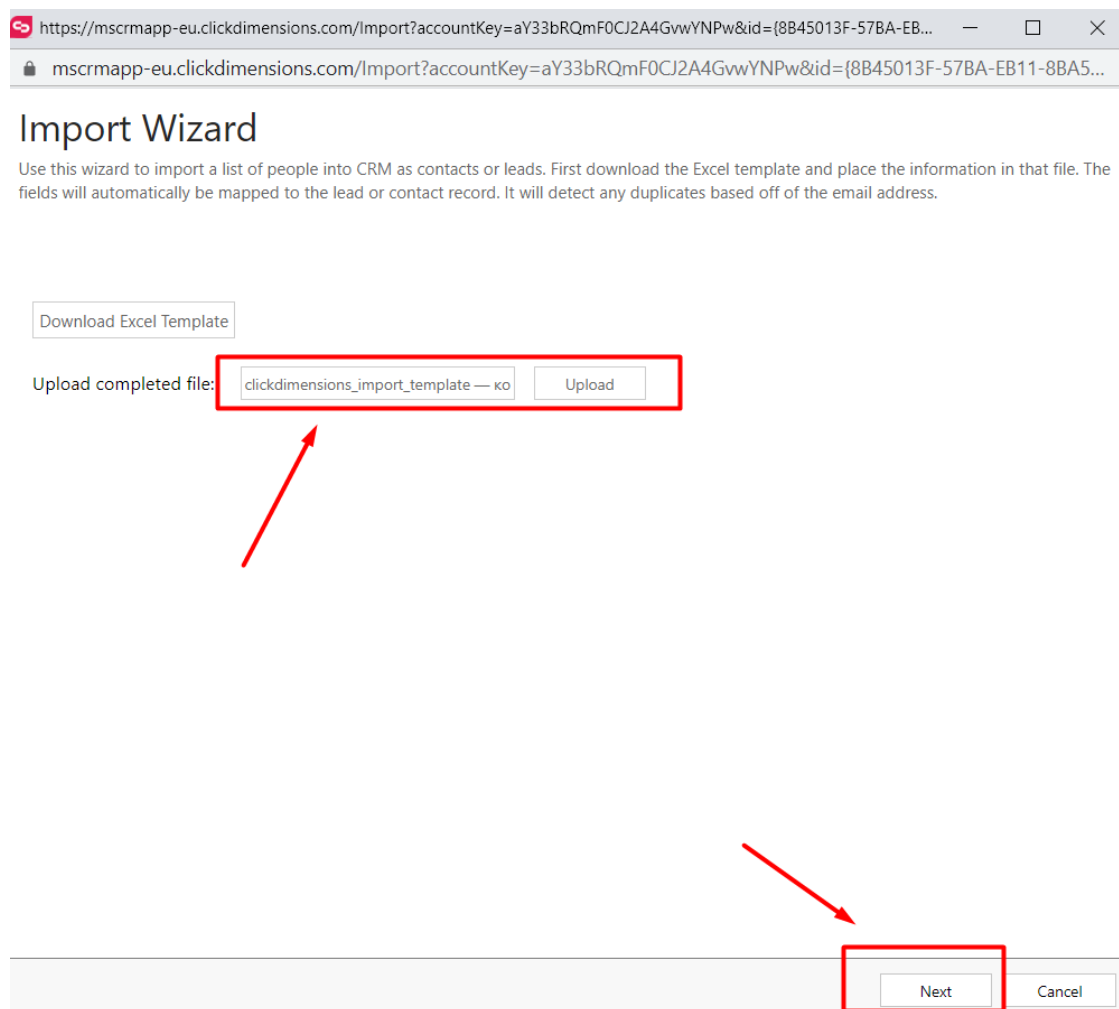 https://mscrmapp-eu.clickdimensions.com/Import?accountKey=aY33bRQmF0CJ2A4GvwYNPw&id={8B45013F-57BA-EB...
mscrmapp-eu.clickdimensions.com/Import?accountKey=aY33bRQmF0CJ2A4GvwYNPw&id={8B45013F-57BA-EB11-8BA5...
Import Wizard
Use this wizard to import a list of people into CRM as contacts or leads. First download the Excel template and place the information in that file. The
fields will automatically be mapped to the lead or contact record. It will detect any duplicates based off of the email address.
Download Excel Template
Upload completed file: clickdimensions_import_template — ко Upload
Next Cancel